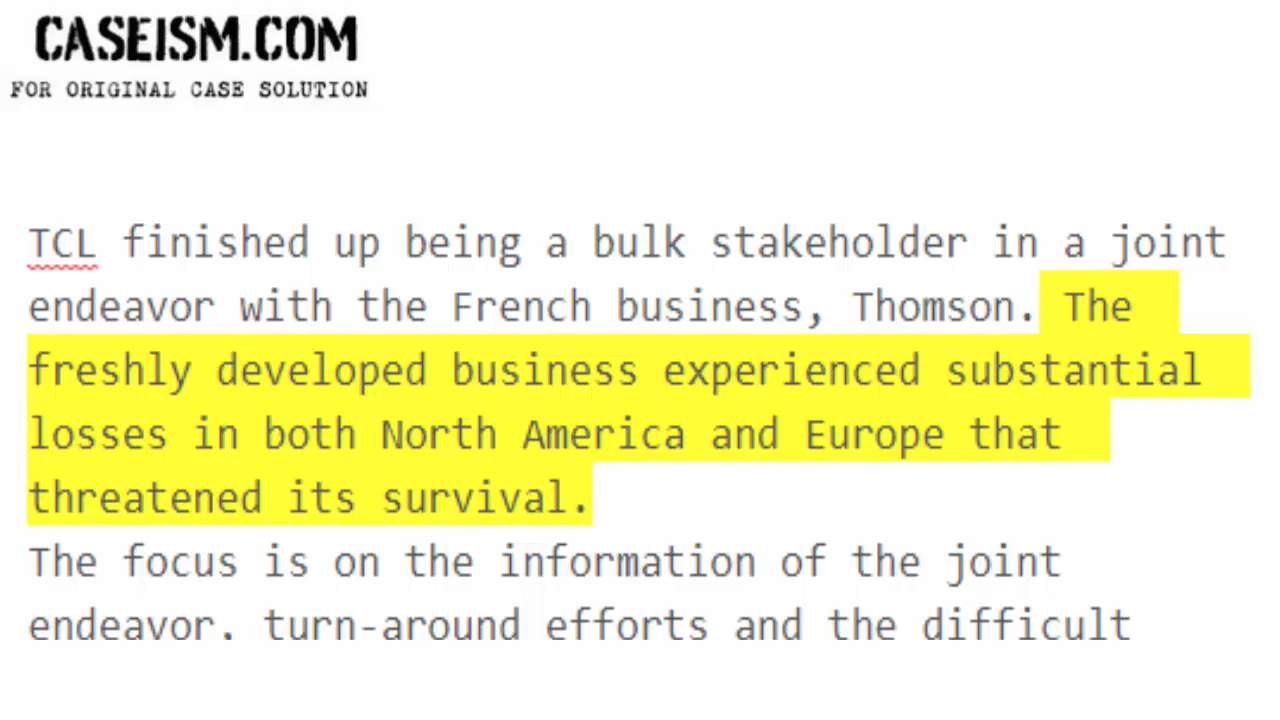 CASEISM.COM
FOR ORIGINAL CASE SOLUTION
TCL finished up being a bulk stakeholder in a joint
endeavor with the French business, Thomson. The
freshly developed business experienced substantial
losses in both North America and Europe that
threatened its survival.
The focus is on the information of the joint
endeavor, turn-around efforts and the difficult